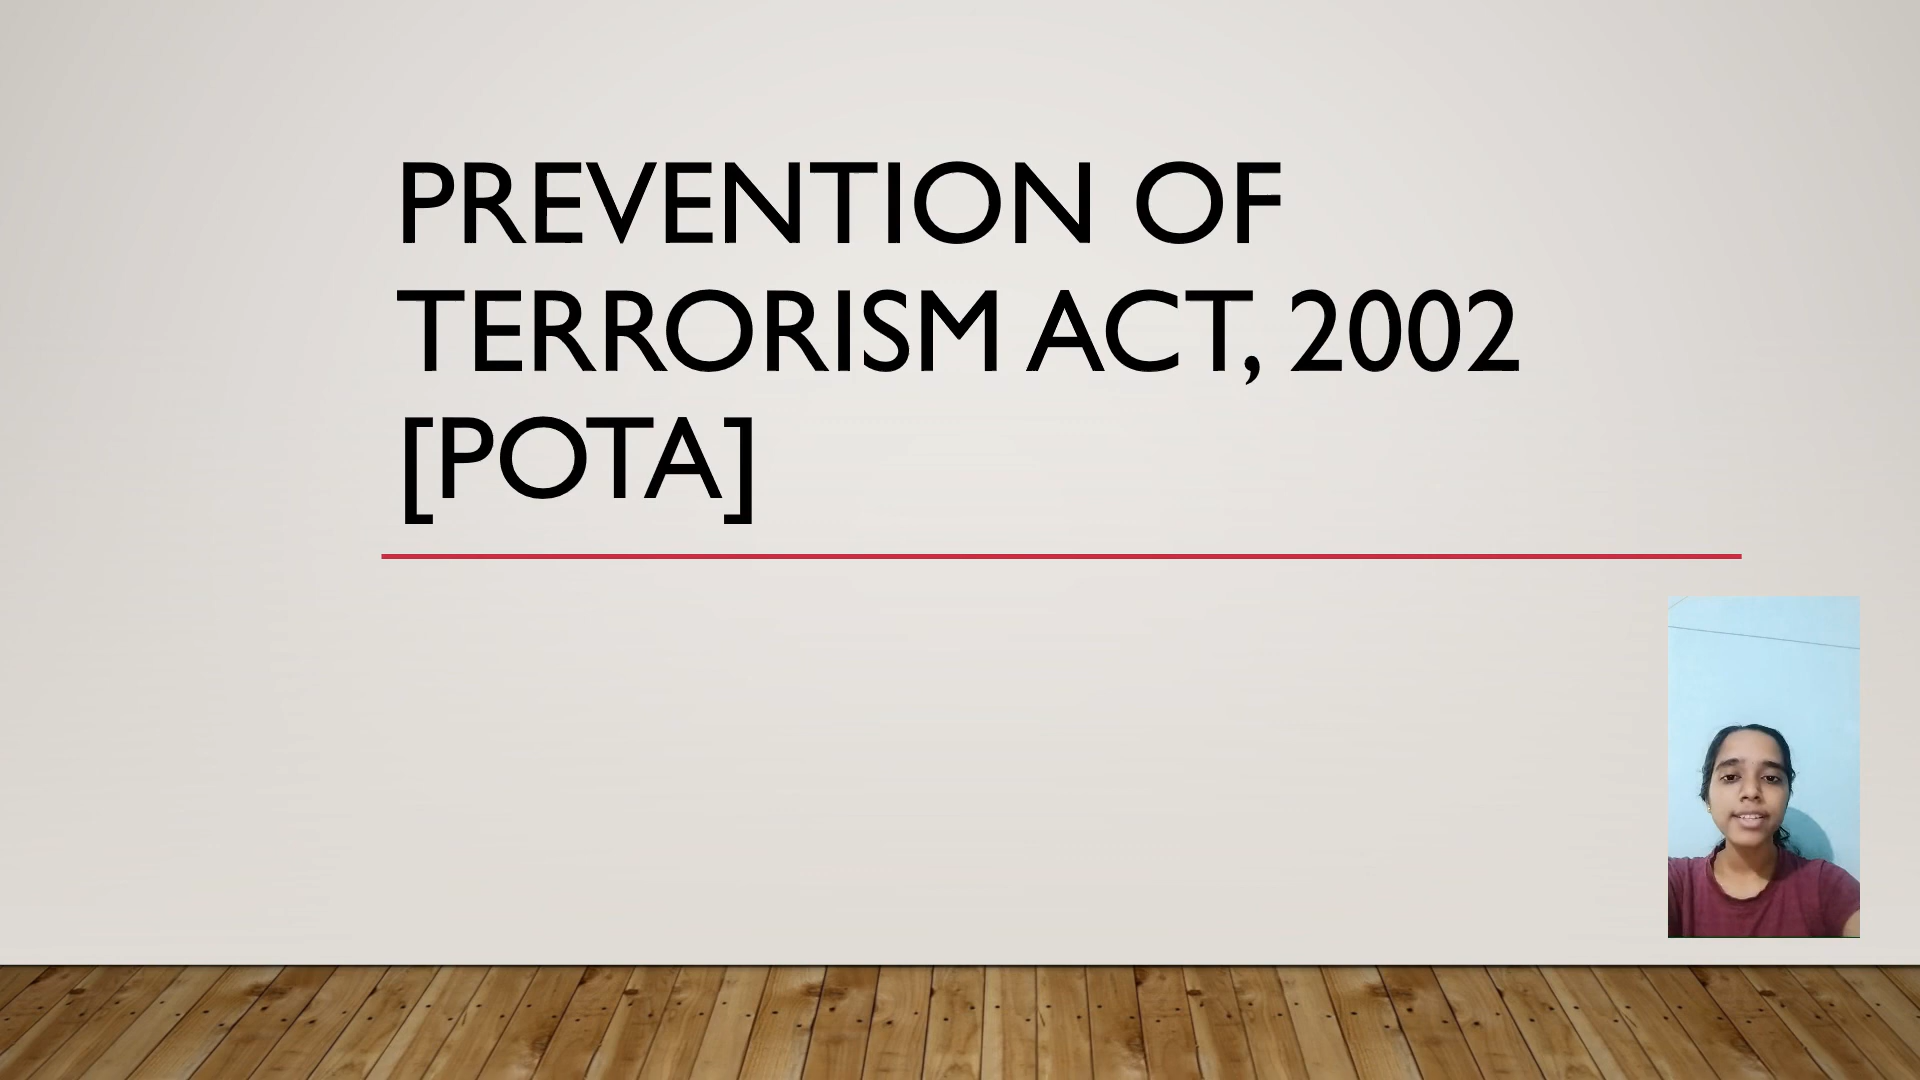 PREVENTION OF
TERRORISM ACT, 2002
[POTA]